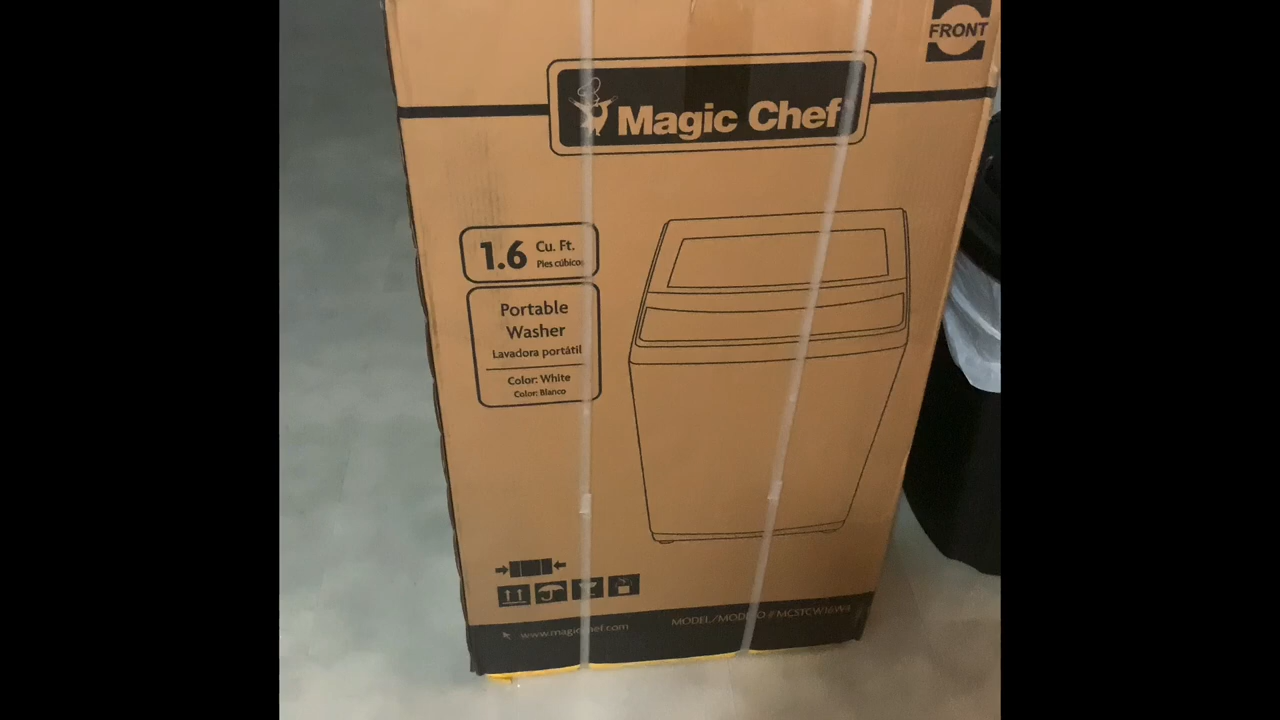 FRONT
Magic Chef
1.6 Cu. Ft.
Pies cúbicos
Portable
Washer
Lavadora portátil
Color: White
Color: Blanco
www.magicchef.com
MODEL/MODELO # MCSTCW16W4